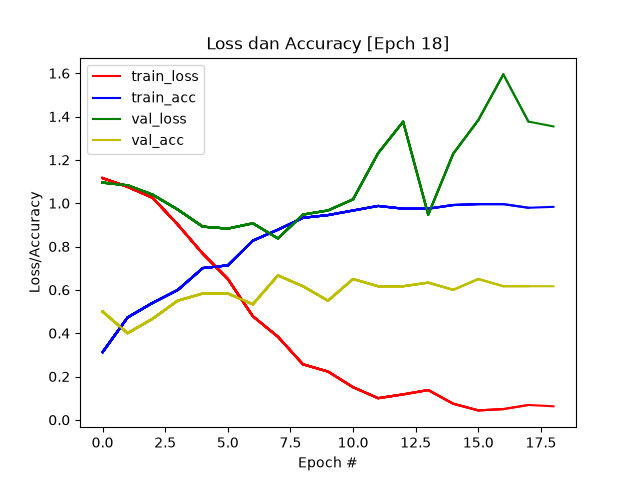 Loss dan Accuracy [Epch 18]
train_loss
train_acc
val_loss
val_acc
Loss/Accuracy
1.6
1.4
1.2
1.0
0.8
0.6
0.4
0.2
0.0
0.0 2.5 5.0 7.5 10.0 12.5 15.0 17.5
Epoch #